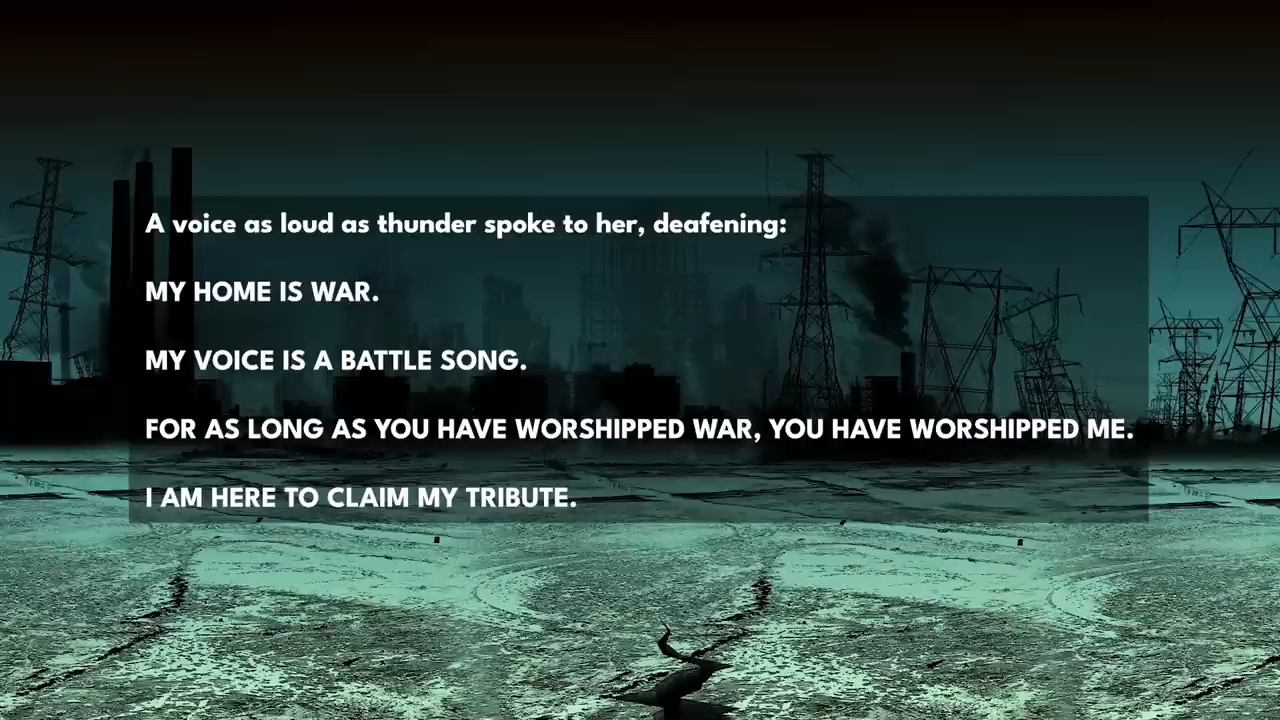 A voice as loud as thunder spoke to her, deafening:
MY HOME IS WAR.
MY VOICE IS A BATTLE SONG.
FOR AS LONG AS YOU HAVE WORSHIPPED WAR, YOU HAVE WORSHIPPED ME.
I AM HERE TO CLAIM MY TRIBUTE.